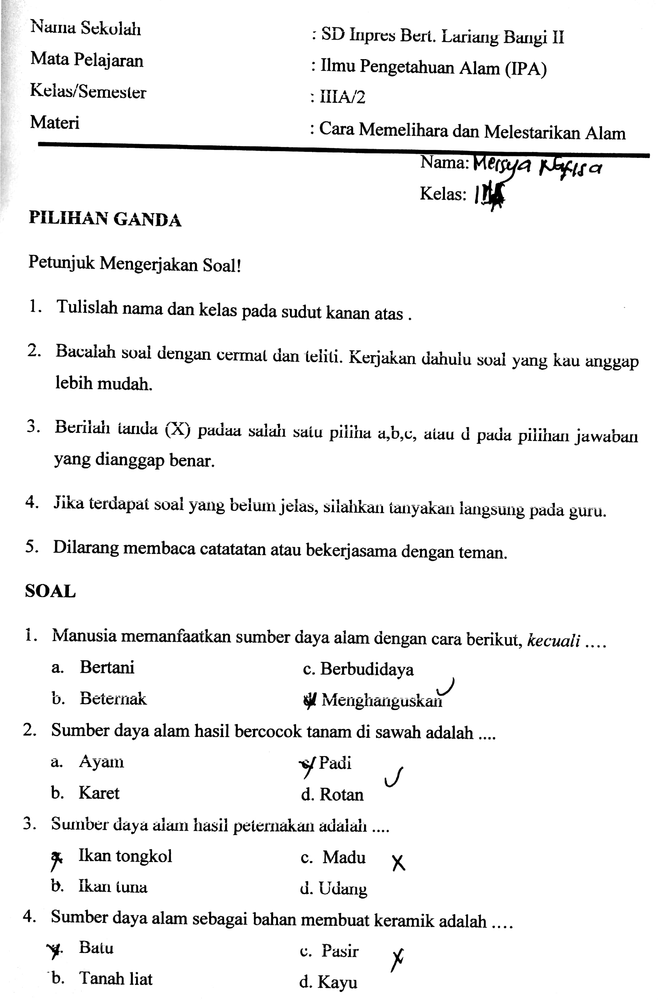 Nama Sekolah : SD Inpres Bert. Lariang Bangi II
Mata Pelajaran : Ilmu Pengetahuan Alam (IPA)
Kelas/Semester : IIIA/2
Materi : Cara Memelihara dan Melestarikan Alam
Nama: Mersya Nafisa
Kelas:
PILIHAN GANDA
Petunjuk Mengerjakan Soal!
1. Tulislah nama dan kelas pada sudut kanan atas .
2. Bacalah soal dengan cermat dan teliti. Kerjakan dahulu soal yang kau anggap
lebih mudah.
3. Berilah tanda (X) padaa salah satu piliha a,b,c, atau d pada pilihan jawaban
yang dianggap benar.
4. Jika terdapat soal yang belum jelas, silahkan tanyakan langsung pada guru.
5. Dilarang membaca catatatan atau bekerjasama dengan teman.
SOAL
1. Manusia memanfaatkan sumber daya alam dengan cara berikut, kecuali ....
a. Bertani c. Berbudidaya
b. Beternak d. Menghanguskan
2. Sumber daya alam hasil bercocok tanam di sawah adalah ....
a. Ayam c. Padi
b. Karet d. Rotan
3. Sumber daya alam hasil peternakan adalah ....
a. Ikan tongkol c. Madu
b. Ikan tuna d. Udang
4. Sumber daya alam sebagai bahan membuat keramik adalah ....
a. Batu c. Pasir
b. Tanah liat d. Kayu